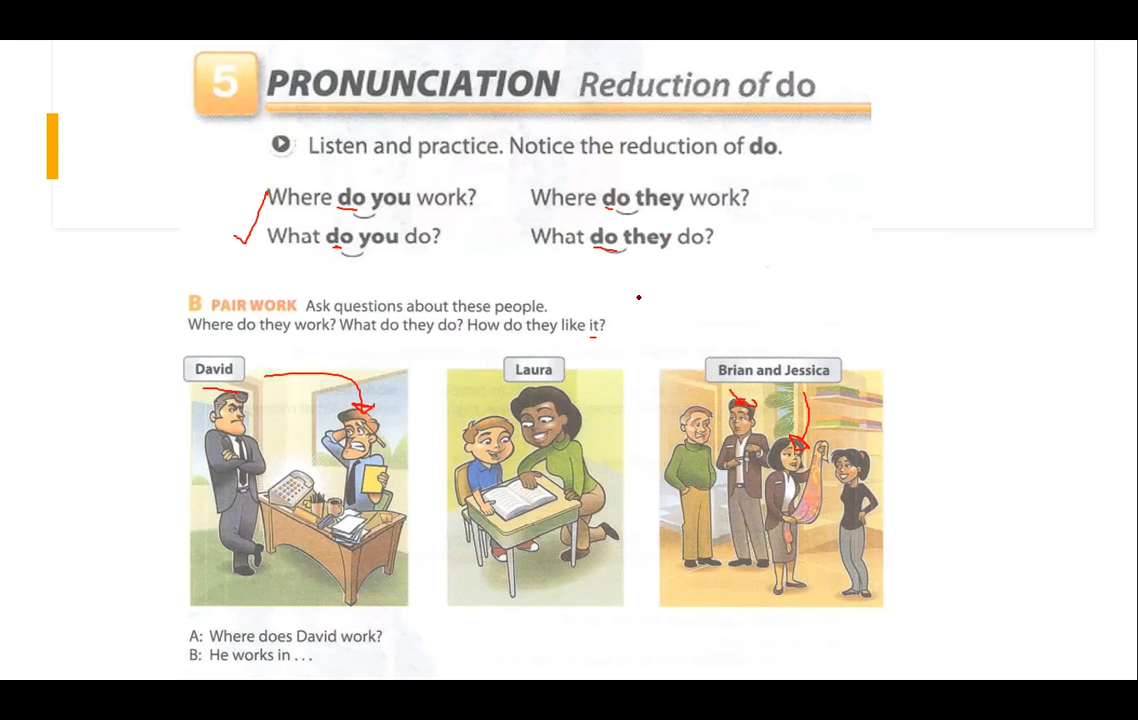 5 PRONUNCIATION Reduction of do
Listen and practice. Notice the reduction of do.
Where do you work? Where do they work?
What do you do? What do they do?
B PAIR WORK Ask questions about these people.
Where do they work? What do they do? How do they like it?
David Laura Brian and Jessica
A: Where does David work?
B: He works in . . .